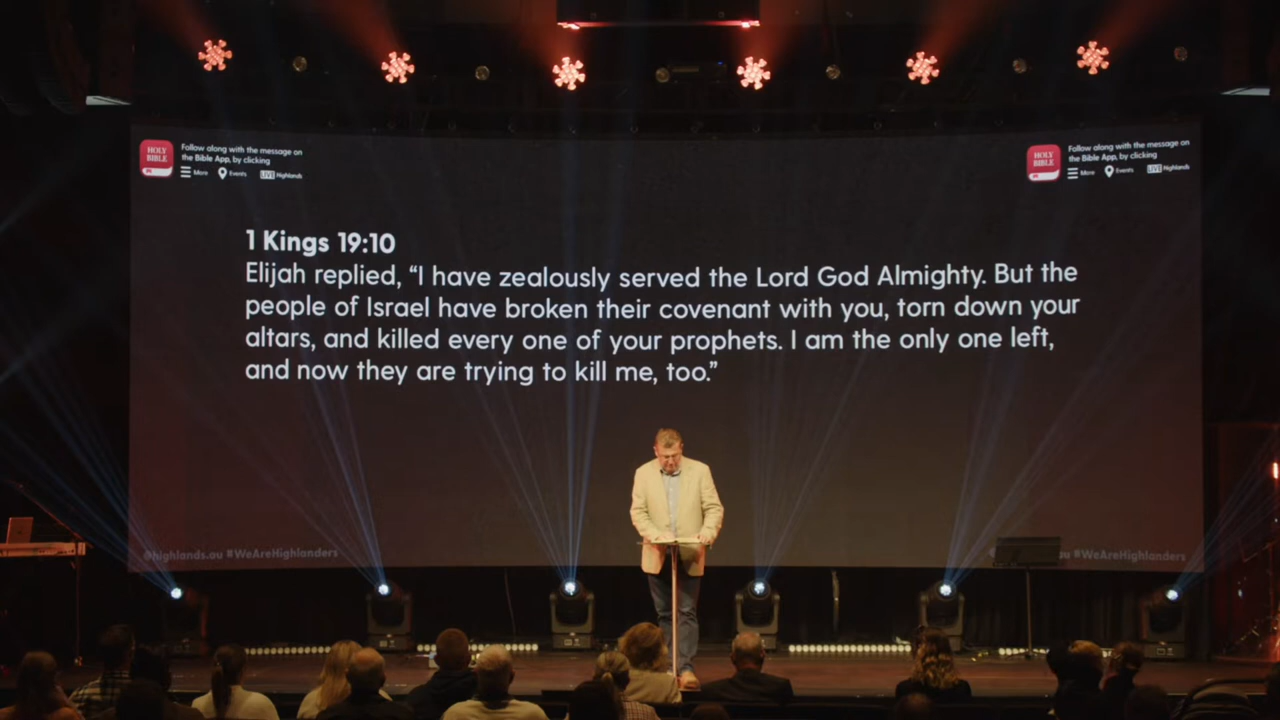 HOLY
BIBLE
Follow along with the message on
the Bible App, by clicking
More Events LIVE Highlands
HOLY
BIBLE
Follow along with the message on
the Bible App, by clicking
More Events LIVE Highlands
1 Kings 19:10
Elijah replied, “I have zealously served the Lord God Almighty. But the
people of Israel have broken their covenant with you, torn down your
altars, and killed every one of your prophets. I am the only one left,
and now they are trying to kill me, too.”
@highlands.au #WeAreHighlanders
au #WeAreHighlanders